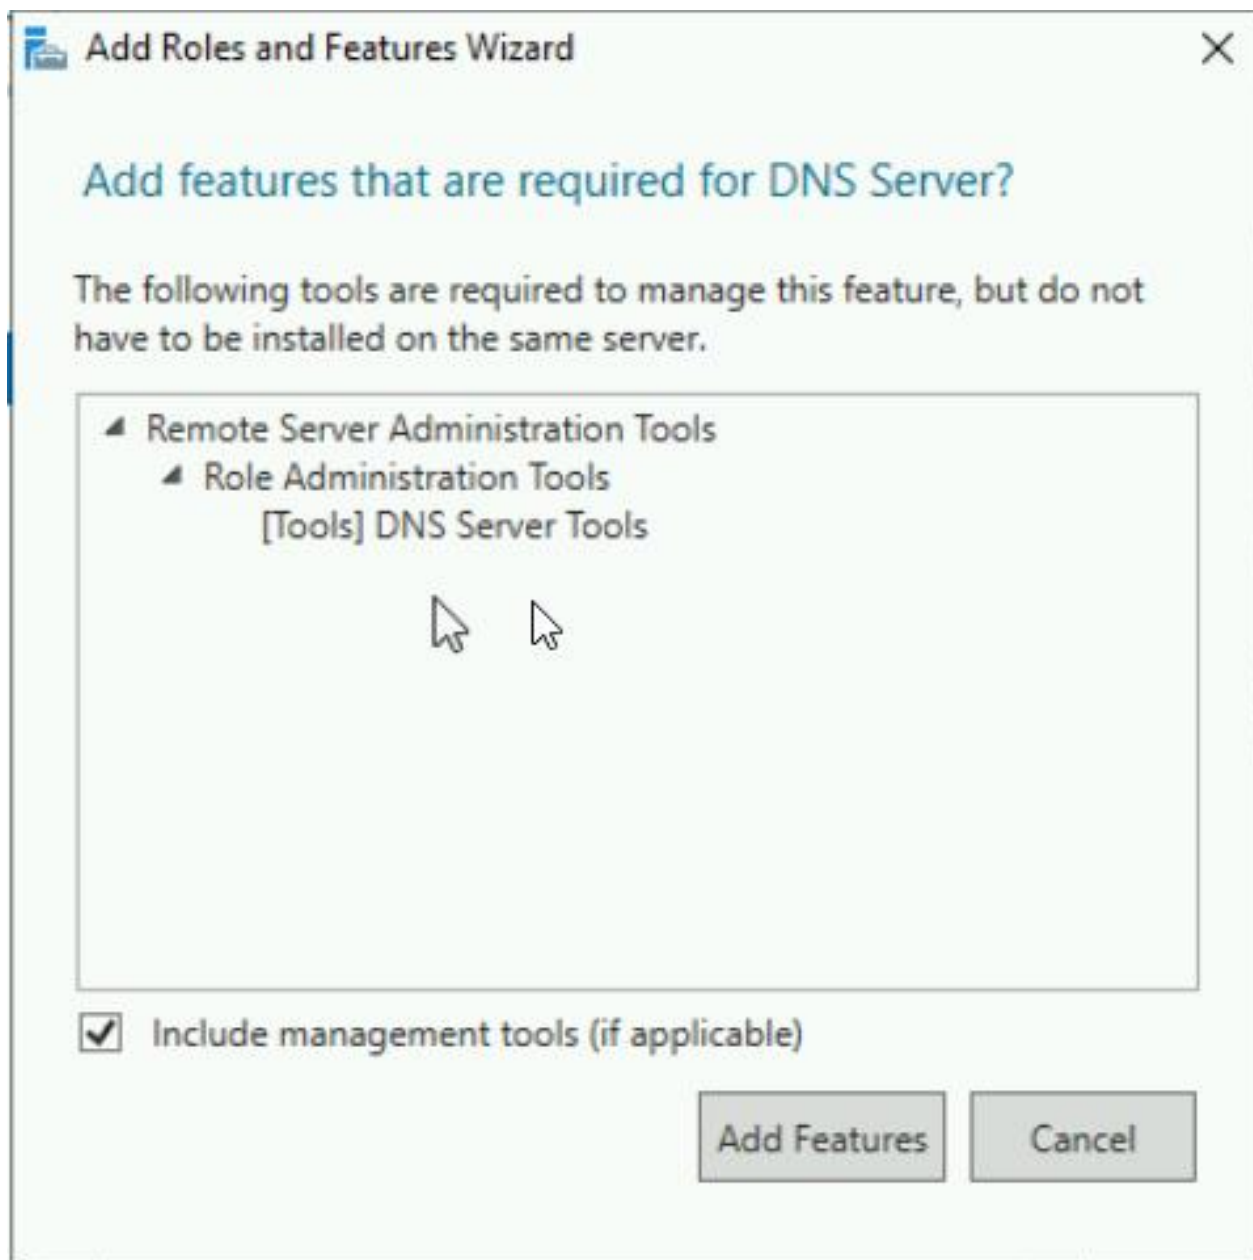 Add Roles and Features Wizard
Add features that are required for DNS Server?
The following tools are required to manage this feature, but do not
have to be installed on the same server.
Remote Server Administration Tools
Role Administration Tools
[Tools] DNS Server Tools
Include management tools (if applicable)
Add Features
Cancel